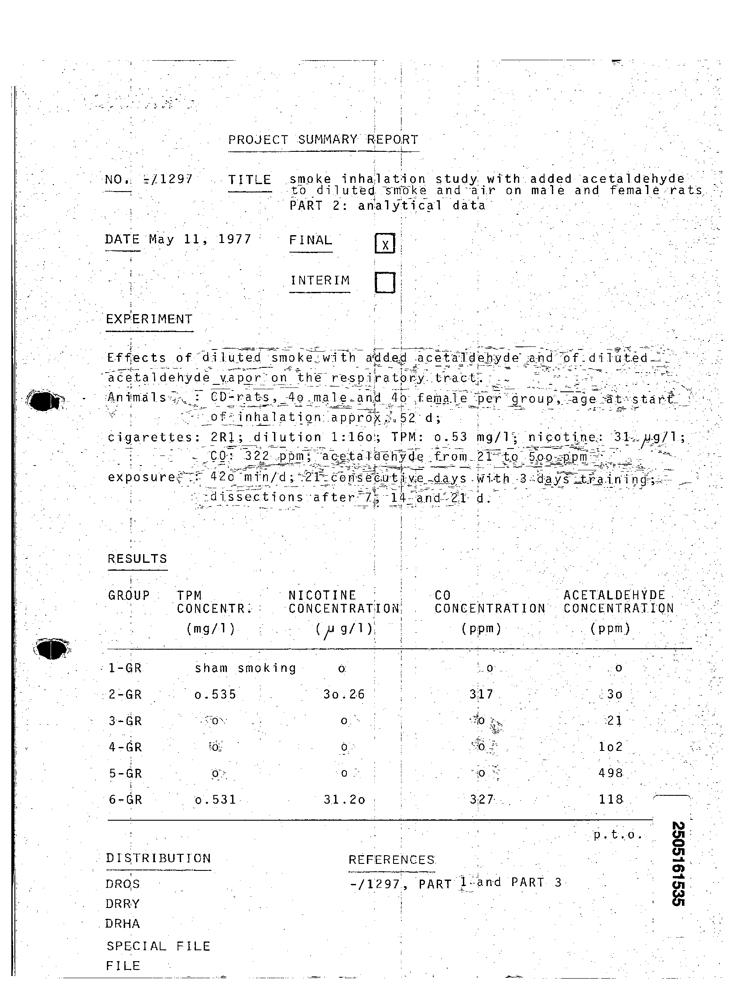 PROJECT SUMMARY REPORT
NO. -/1297 TITLE smoke inhalation study with added acetaldehyde
to diluted smoke and air on male and female rats
PART 2: analytical data
DATE May 11, 1977 FINAL X
INTERIM
EXPERIMENT
Effects of diluted smoke with added acetaldehyde and of diluted
acetaldehyde vapor on the respiratory tract.
Animals : CD-rats, 4o male and 4o female per group, age at start
of inhalation approx. 52 d;
cigarettes: 2R1; dilution 1:16o; TPM: o.53 mg/l; nicotine: 31 µg/l;
CO: 322 ppm; acetaldehyde from 21 to 5oo ppm
exposure : 42o min/d; 21 consecutive days with 3 days training;
dissections after 7, 14 and 21 d.
RESULTS
GROUP TPM NICOTINE CO ACETALDEHYDE
CONCENTR. CONCENTRATION CONCENTRATION CONCENTRATION
(mg/l) (µ g/l) (ppm) (ppm)
1-GR sham smoking o o o
2-GR o.535 3o.26 317 3o
3-GR o o o 21
4-GR o o o 1o2
5-GR o o o 498
6-GR o.531 31.2o 327 118
p.t.o.
DISTRIBUTION REFERENCES
DROS -/1297, PART 1 and PART 3
DRRY
DRHA
SPECIAL FILE
FILE
2505161535